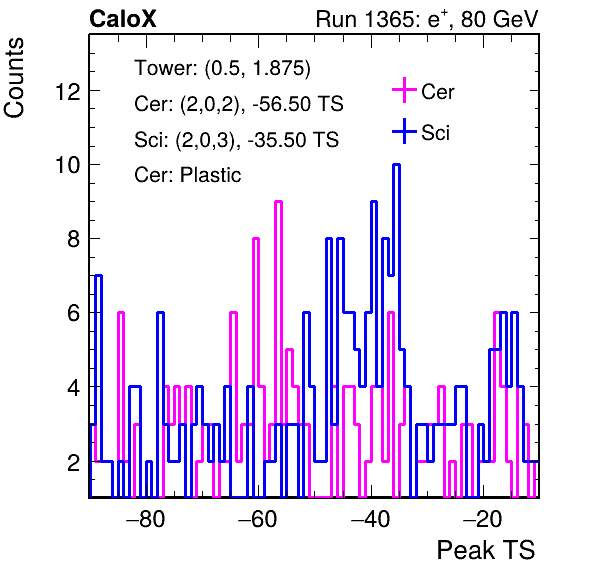 CaloX Run 1365: e⁺, 80 GeV
Counts
Tower: (0.5, 1.875)
Cer: (2,0,2), -56.50 TS
Sci: (2,0,3), -35.50 TS
Cer: Plastic
Cer
Sci
12
10
8
6
4
2
−80 −60 −40 −20
Peak TS